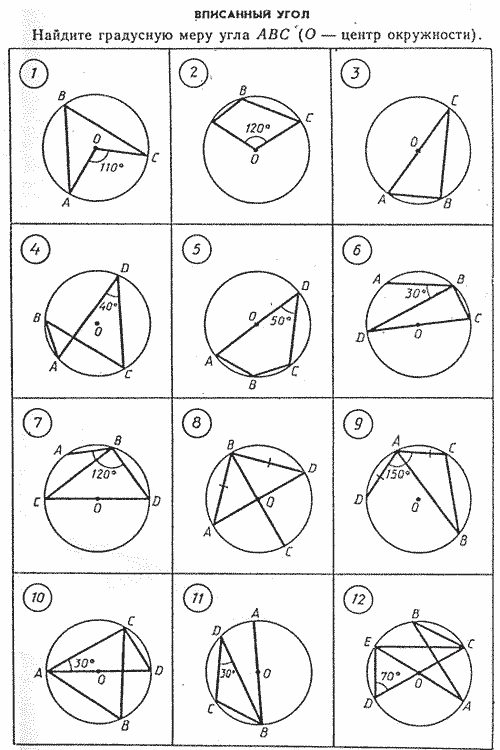 ВПИСАННЫЙ УГОЛ
Найдите градусную меру угла ABC (O — центр окружности).
1
B
O
C
110°
A
2
B
C
120°
O
3
C
O
A
B
4
D
40°
B
O
A
C
5
D
O
50°
A
B
C
6
A
B
30°
C
D
O
7
A
B
120°
C
O
D
8
B
D
O
A
C
9
A
C
150°
D
O
B
10
C
30°
A
O
D
B
11
A
D
30°
O
C
B
12
B
E
C
70°
O
D
A